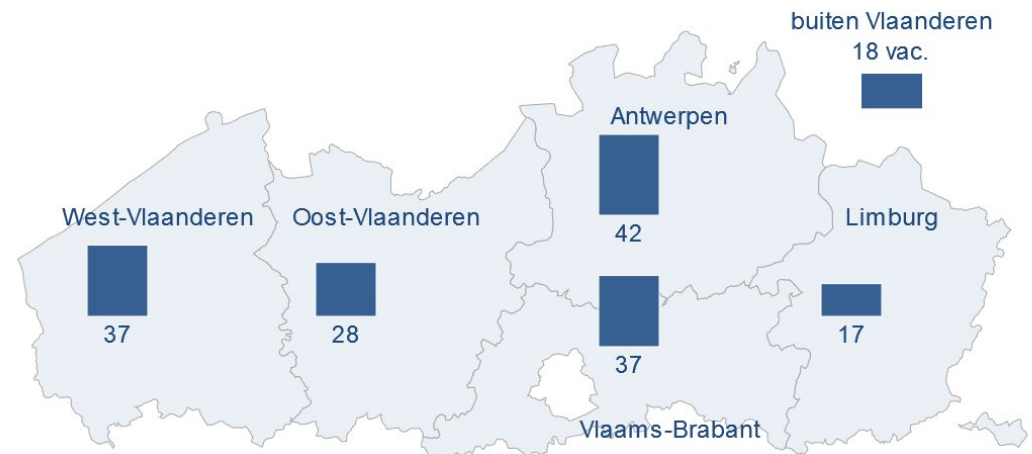 buiten Vlaanderen
18 vac.
Antwerpen
42
West-Vlaanderen
37
Oost-Vlaanderen
28
Limburg
17
37
Vlaams-Brabant